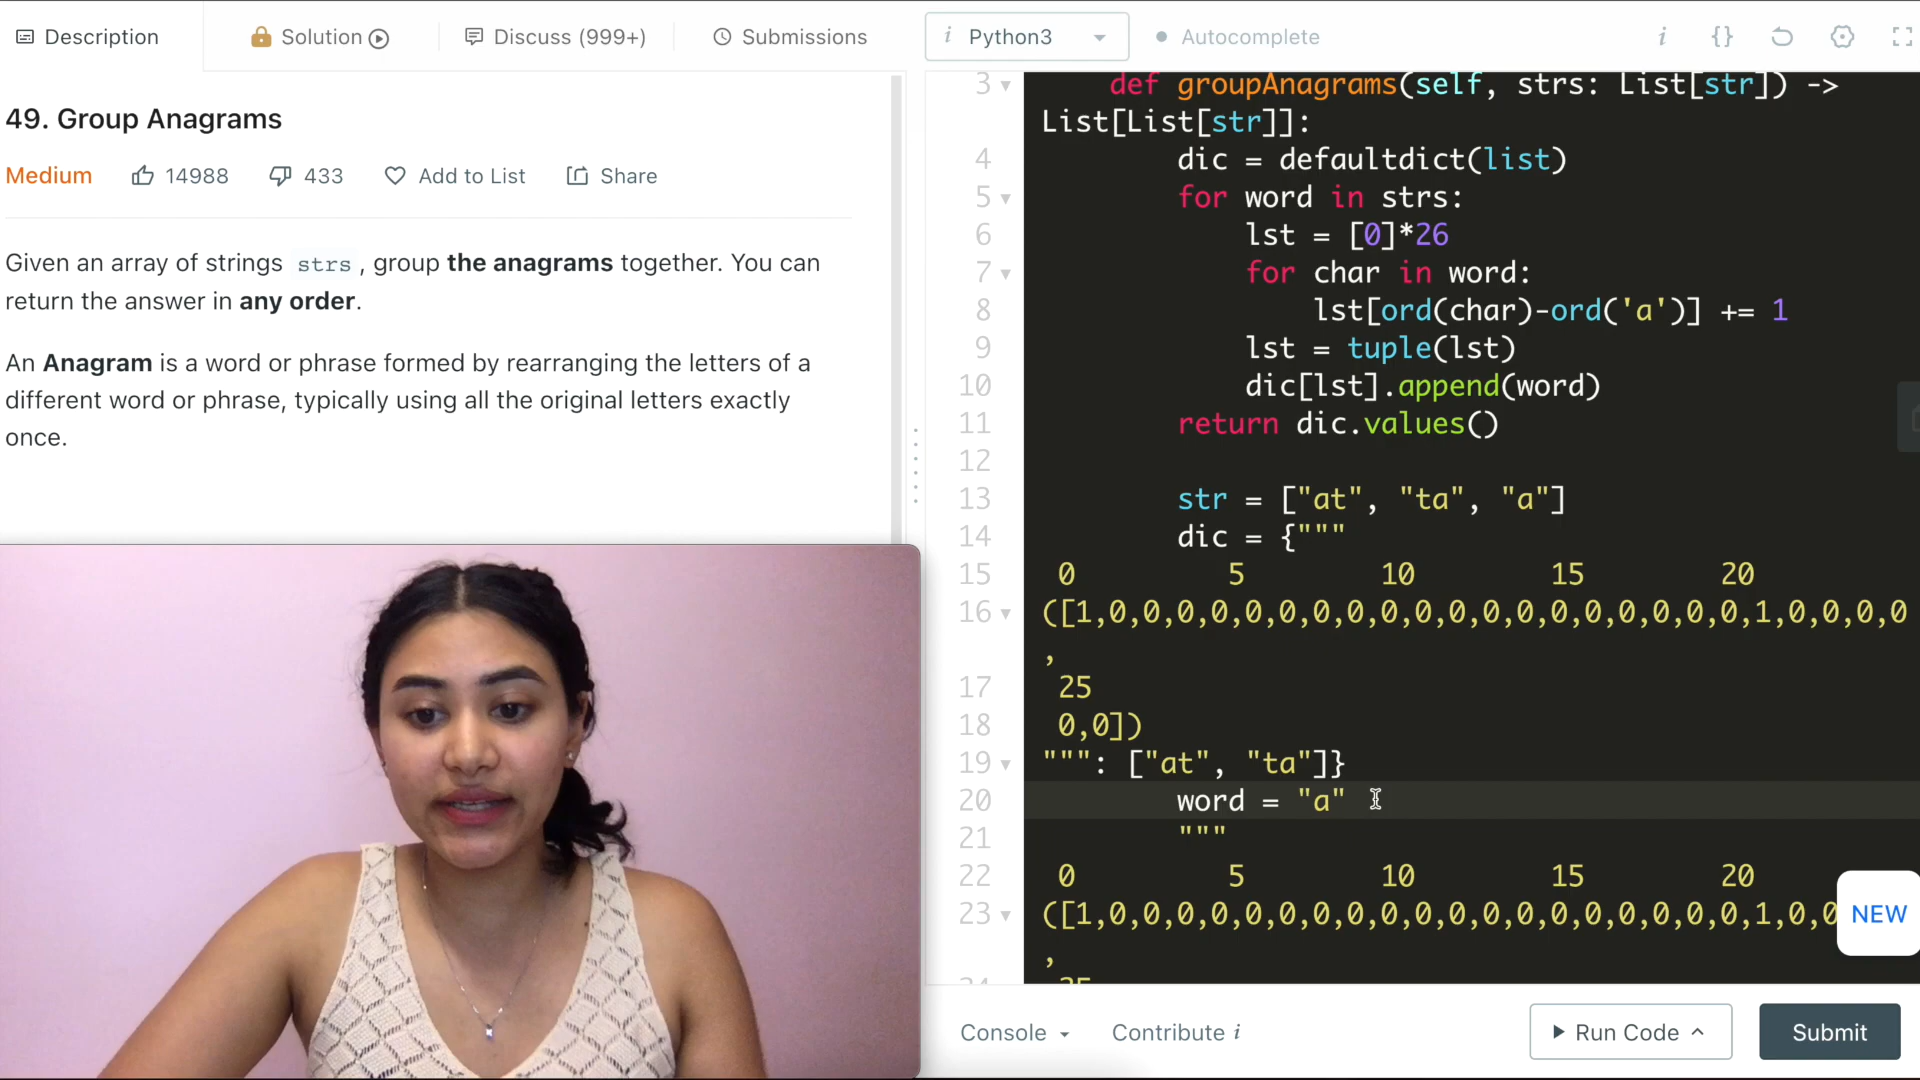 Description
Solution
Discuss (999+)
Submissions
i Python3
Autocomplete
i {}
49. Group Anagrams
Medium 14988 433 Add to List Share
Given an array of strings strs , group the anagrams together. You can
return the answer in any order.
An Anagram is a word or phrase formed by rearranging the letters of a
different word or phrase, typically using all the original letters exactly
once.
3 def groupAnagrams(self, strs: List[str]) ->
List[List[str]]:
4 dic = defaultdict(list)
5 for word in strs:
6 lst = [0]*26
7 for char in word:
8 lst[ord(char)-ord('a')] += 1
9 lst = tuple(lst)
10 dic[lst].append(word)
11 return dic.values()
12
13 str = ["at", "ta", "a"]
14 dic = {"""
15 0 5 10 15 20
16 ([1,0,0,0,0,0,0,0,0,0,0,0,0,0,0,0,0,0,0,0,1,0,0,0,0
,
17 25
18 0,0])
19 """: ["at", "ta"]}
20 word = "a"
21 """
22 0 5 10 15 20
23 ([1,0,0,0,0,0,0,0,0,0,0,0,0,0,0,0,0,0,0,0,1,0,0
,
NEW
Console
Contribute i
Run Code
Submit